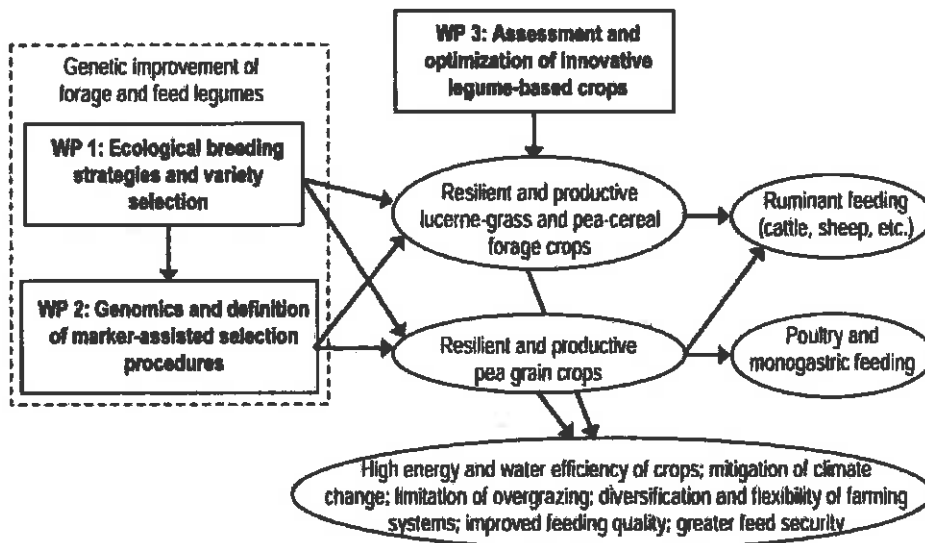 WP 3: Assessment and
optimization of innovative
legume-based crops
Genetic improvement of
forage and feed legumes
WP 1: Ecological breeding
strategies and variety
selection
Resilient and productive
lucerne-grass and pea-cereal
forage crops
Ruminant feeding
(cattle, sheep, etc.)
WP 2: Genomics and definition
of marker-assisted selection
procedures
Resilient and productive
pea grain crops
Poultry and
monogastric feeding
High energy and water efficiency of crops; mitigation of climate
change; limitation of overgrazing; diversification and flexibility of farming
systems; improved feeding quality; greater feed security